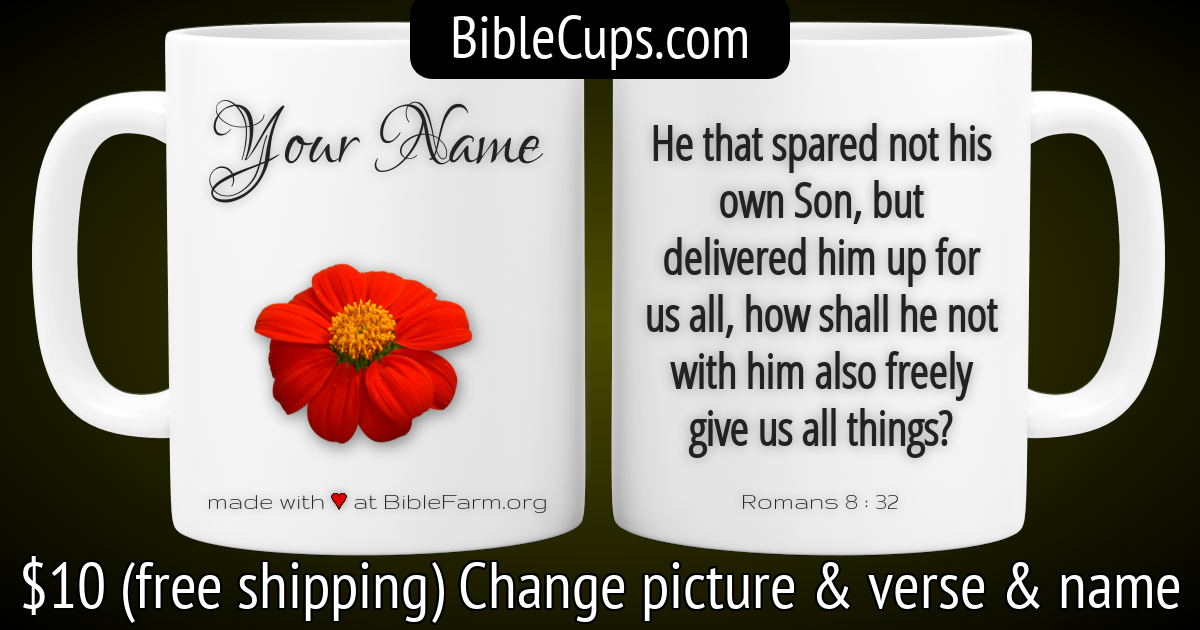 BibleCups.com
Your Name
made with ♥ at BibleFarm.org
He that spared not his
own Son, but
delivered him up for
us all, how shall he not
with him also freely
give us all things?
Romans 8 : 32
$10 (free shipping) Change picture & verse & name